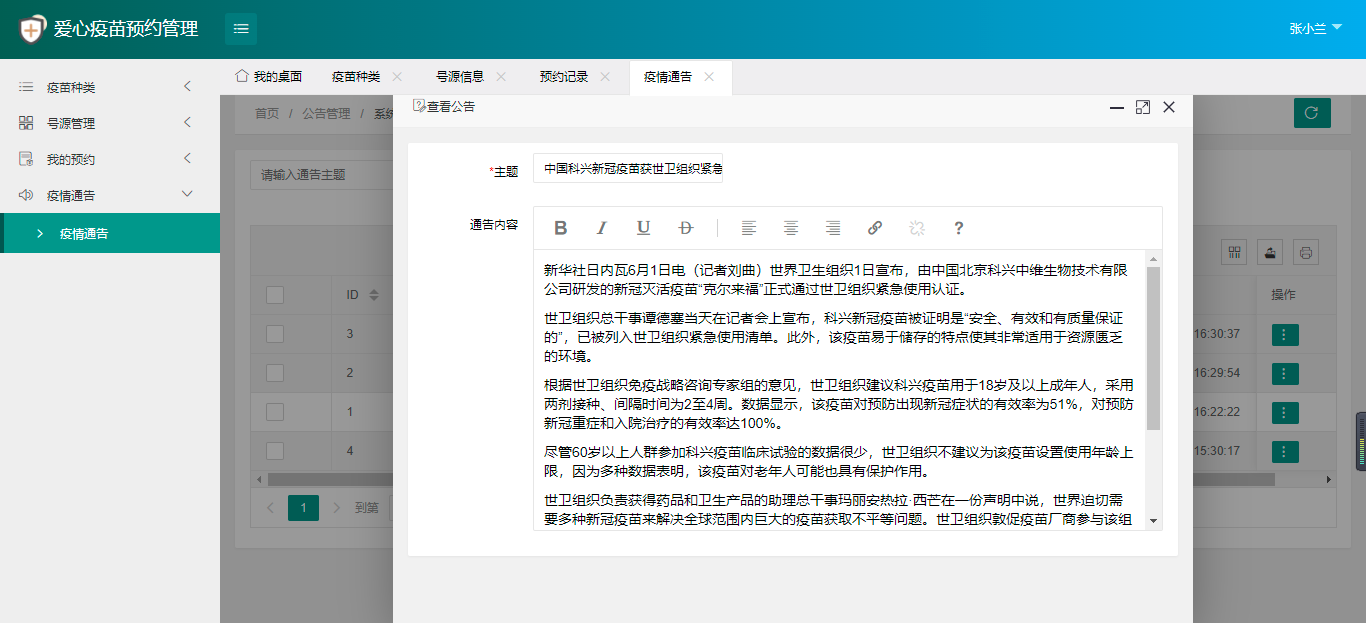 爱心疫苗预约管理
张小兰
疫苗种类
号源管理
我的预约
疫情通告
疫情通告
我的桌面
疫苗种类
号源信息
预约记录
疫情通告
首页 / 公告管理 / 系统
请输入通告主题
ID
操作
3
16:30:37
2
16:29:54
1
16:22:22
4
15:30:17
1
到第
查看公告
*主题
中国科兴新冠疫苗获世卫组织紧急
通告内容
B I U D ?
新华社日内瓦6月1日电（记者刘曲）世界卫生组织1日宣布，由中国北京科兴中维生物技术有限
公司研发的新冠灭活疫苗“克尔来福”正式通过世卫组织紧急使用认证。
世卫组织总干事谭德塞当天在记者会上宣布，科兴新冠疫苗被证明是“安全、有效和有质量保证
的”，已被列入世卫组织紧急使用清单。此外，该疫苗易于储存的特点使其非常适用于资源匮乏
的环境。
根据世卫组织免疫战略咨询专家组的意见，世卫组织建议科兴疫苗用于18岁及以上成年人，采用
两剂接种、间隔时间为2至4周。数据显示，该疫苗对预防出现新冠症状的有效率为51%，对预防
新冠重症和入院治疗的有效率达100%。
尽管60岁以上人群参加科兴疫苗临床试验的数据很少，世卫组织不建议为该疫苗设置使用年龄上
限，因为多种数据表明，该疫苗对老年人可能也具有保护作用。
世卫组织负责获得药品和卫生产品的助理总干事玛丽安热拉·西芒在一份声明中说，世界迫切需
要多种新冠疫苗来解决全球范围内巨大的疫苗获取不平等问题。世卫组织敦促疫苗厂商参与该组